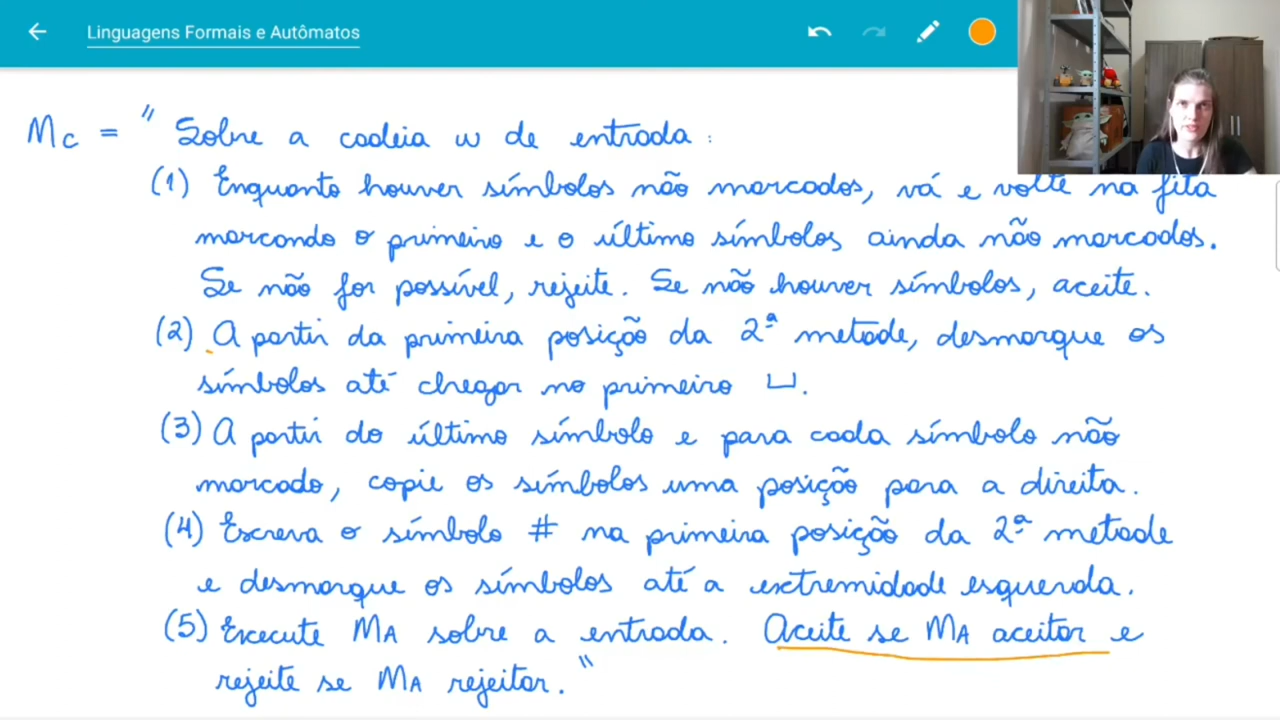 Linguagens Formais e Autômatos
Mc = " Sobre a cadeia w de entrada:
(1) Enquanto houver símbolos não marcados, vá e volte na fita
marcando o primeiro e o último símbolos ainda não marcados.
Se não for possível, rejeite. Se não houver símbolos, aceite.
(2) A partir da primeira posição da 2ª metade, desmarque os
símbolos até chegar no primeiro ⊔.
(3) A partir do último símbolo e para cada símbolo não
marcado, copie os símbolos uma posição para a direita.
(4) Escreva o símbolo # na primeira posição da 2ª metade
e desmarque os símbolos até a extremidade esquerda.
(5) Execute MA sobre a entrada. Aceite se MA aceitar e
rejeite se MA rejeitar."